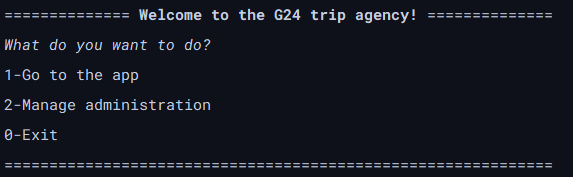 ============== Welcome to the G24 trip agency! ==============
What do you want to do?
1-Go to the app
2-Manage administration
0-Exit
=============================================================